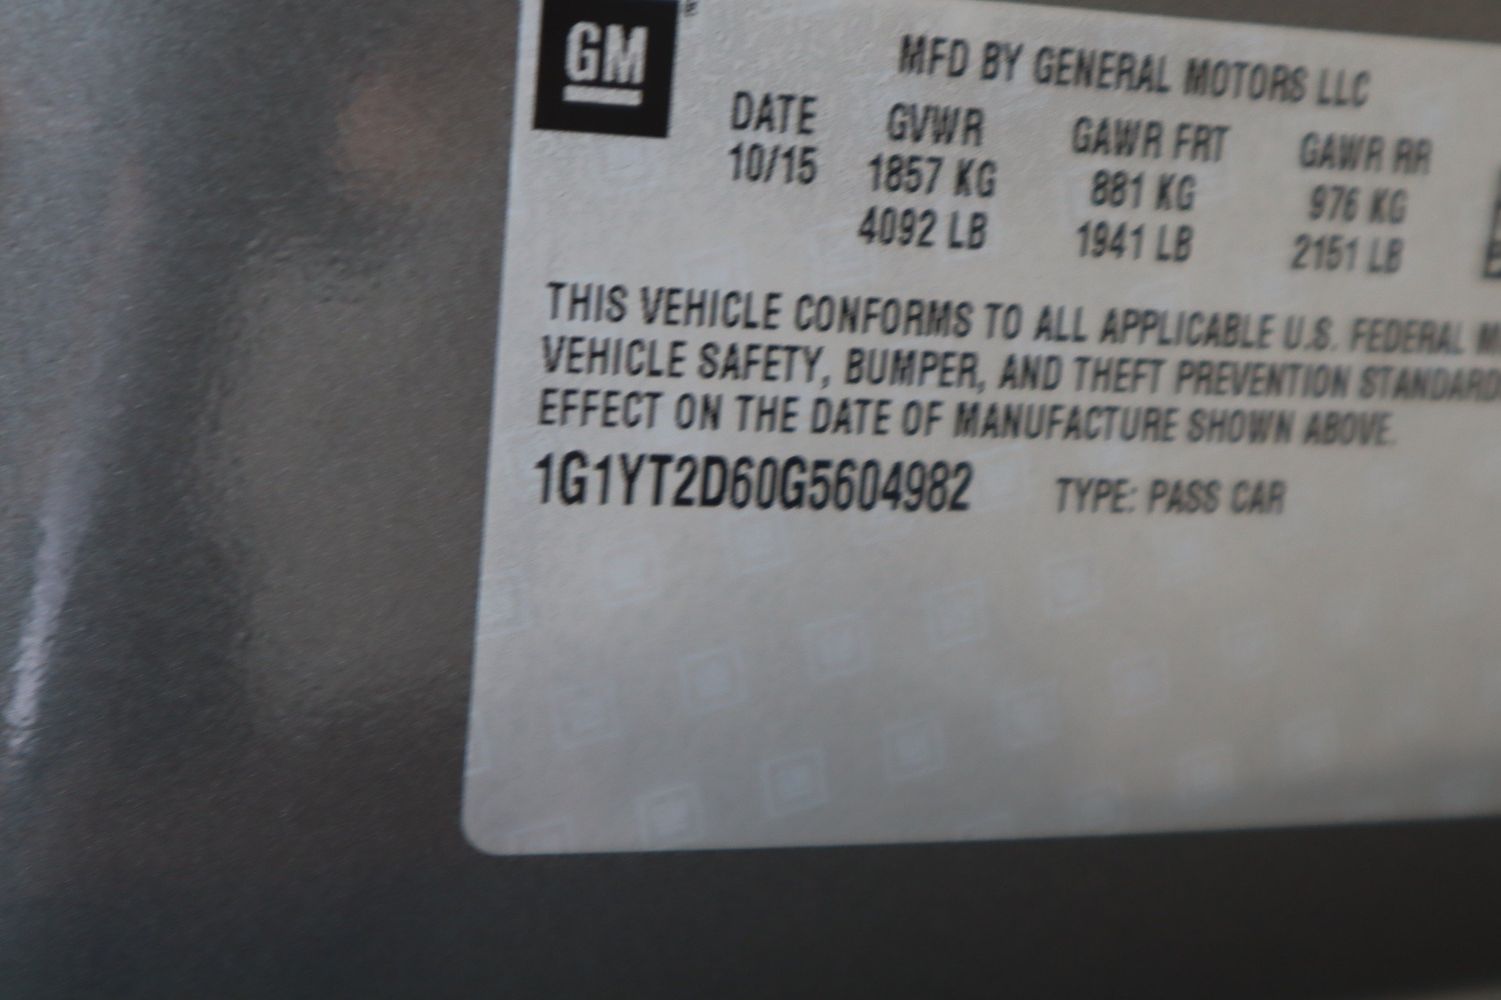 GM
MFD BY GENERAL MOTORS LLC
DATE GVWR GAWR FRT GAWR RR
10/15 1857 KG 881 KG 976 KG
4092 LB 1941 LB 2151 LB
THIS VEHICLE CONFORMS TO ALL APPLICABLE U.S. FEDERAL
VEHICLE SAFETY, BUMPER, AND THEFT PREVENTION STANDARD
EFFECT ON THE DATE OF MANUFACTURE SHOWN ABOVE.
1G1YT2D60G5604982 TYPE: PASS CAR